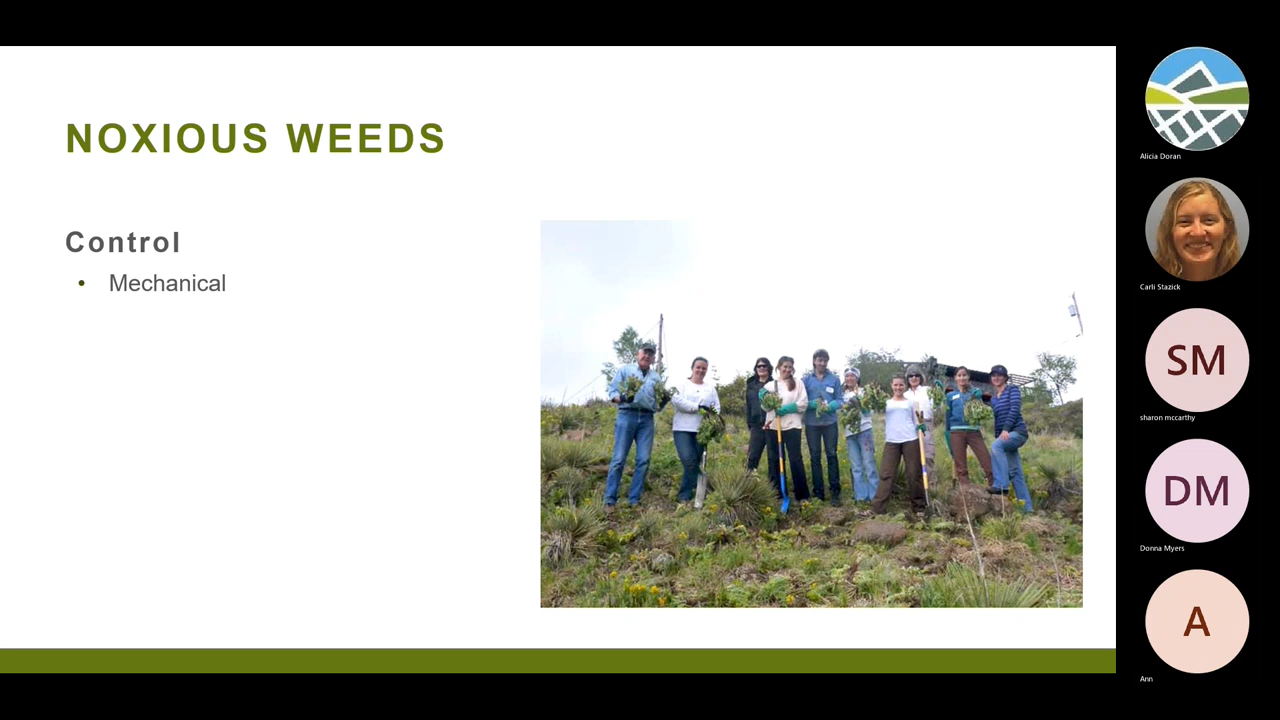 NOXIOUS WEEDS
Control
• Mechanical
Alicia Doran
Carli Stazick
SM
sharon mccarthy
DM
Donna Myers
A
Ann